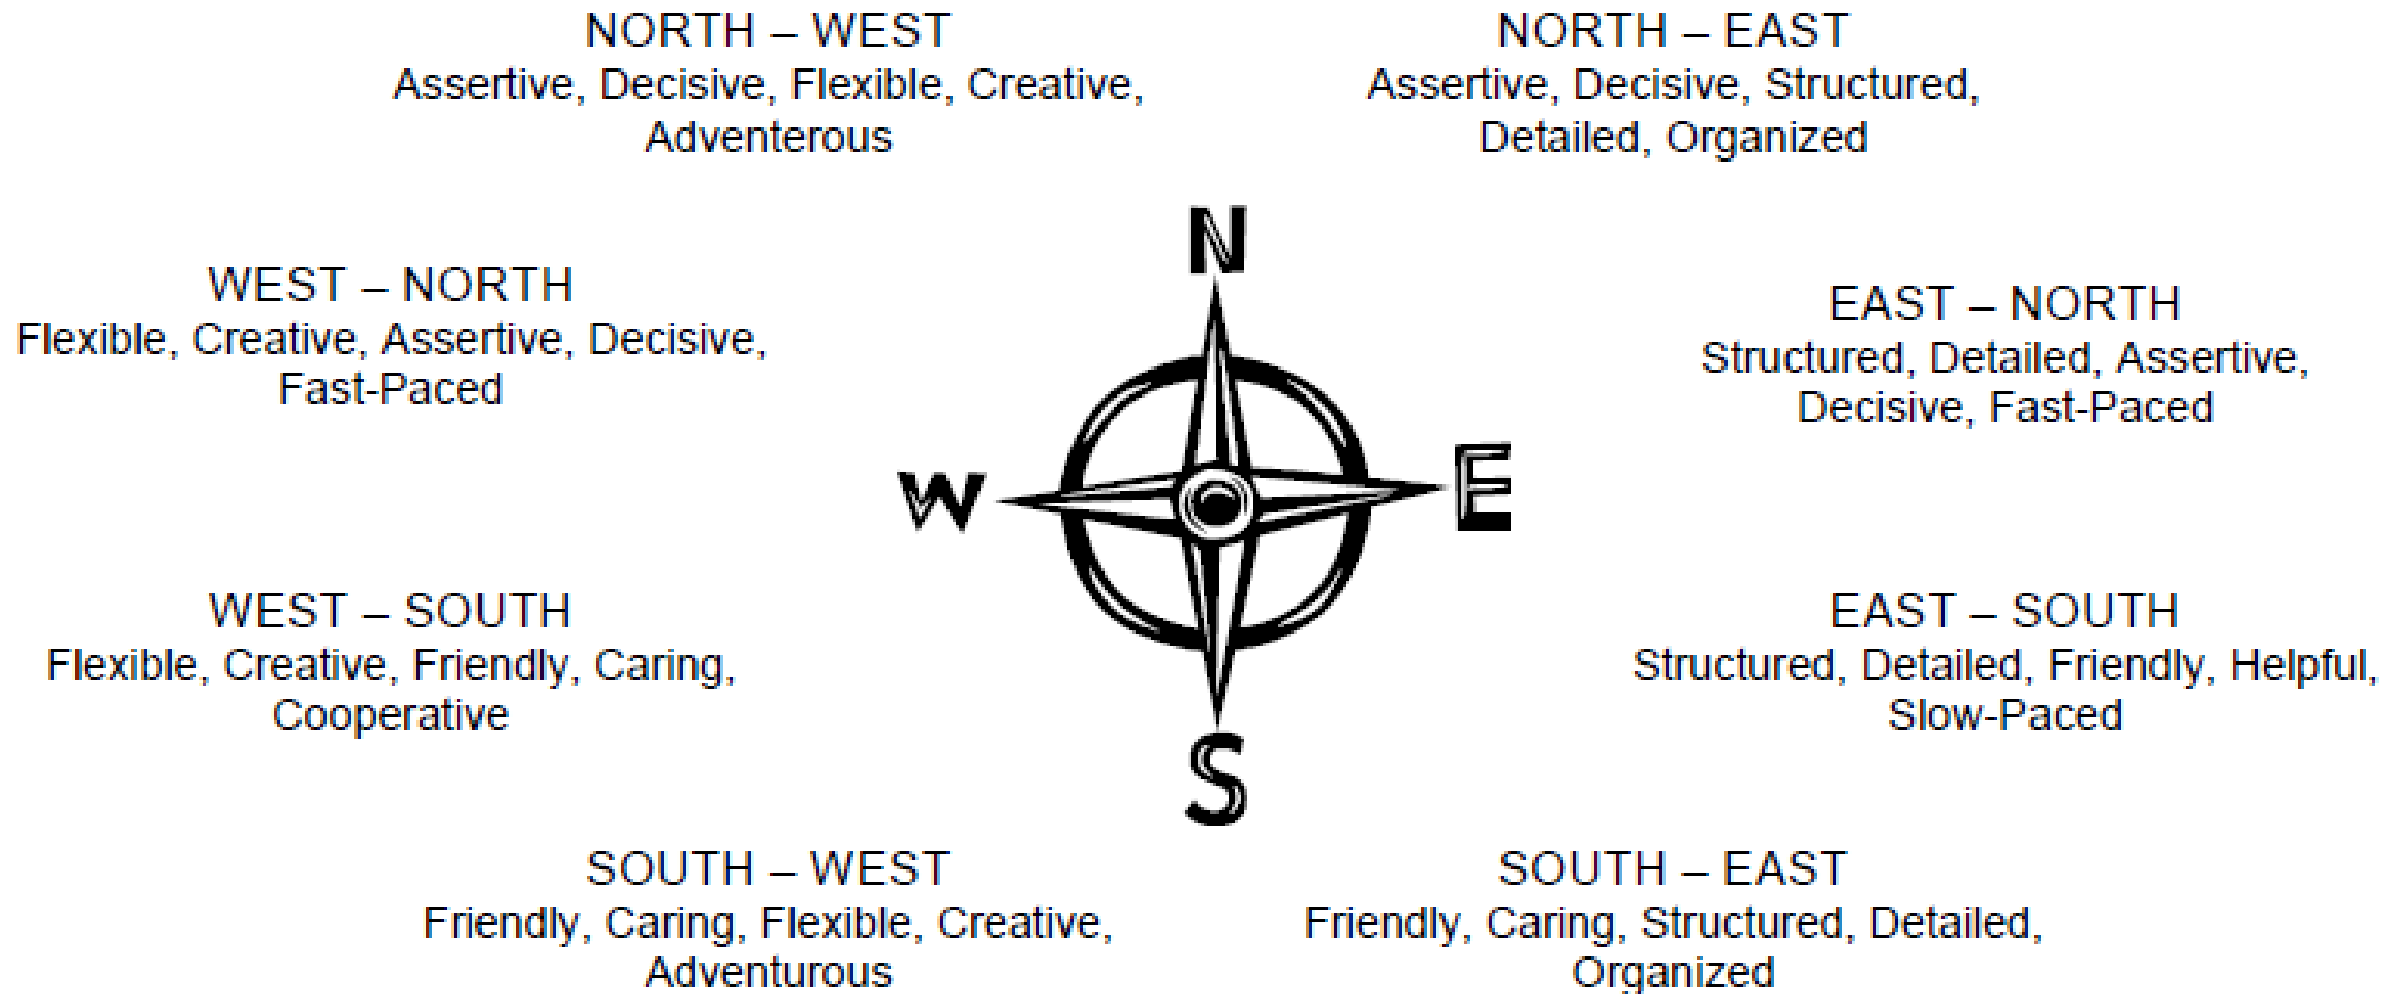 NORTH – WEST
Assertive, Decisive, Flexible, Creative,
Adventerous
NORTH – EAST
Assertive, Decisive, Structured,
Detailed, Organized
N
WEST – NORTH
Flexible, Creative, Assertive, Decisive,
Fast-Paced
EAST – NORTH
Structured, Detailed, Assertive,
Decisive, Fast-Paced
W
E
WEST – SOUTH
Flexible, Creative, Friendly, Caring,
Cooperative
EAST – SOUTH
Structured, Detailed, Friendly, Helpful,
Slow-Paced
S
SOUTH – WEST
Friendly, Caring, Flexible, Creative,
Adventurous
SOUTH – EAST
Friendly, Caring, Structured, Detailed,
Organized